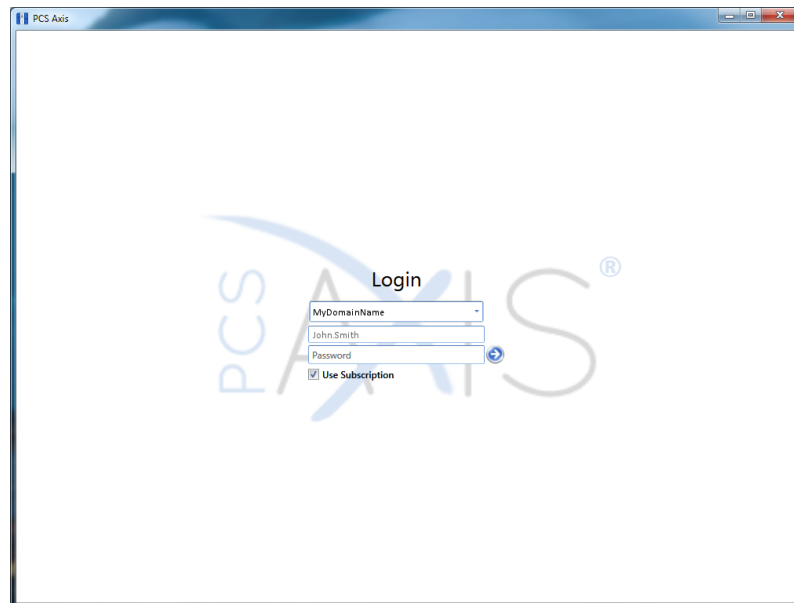 PCS Axis
PCS AXIS®
Login
MyDomainName
John.Smith
Password
Use Subscription